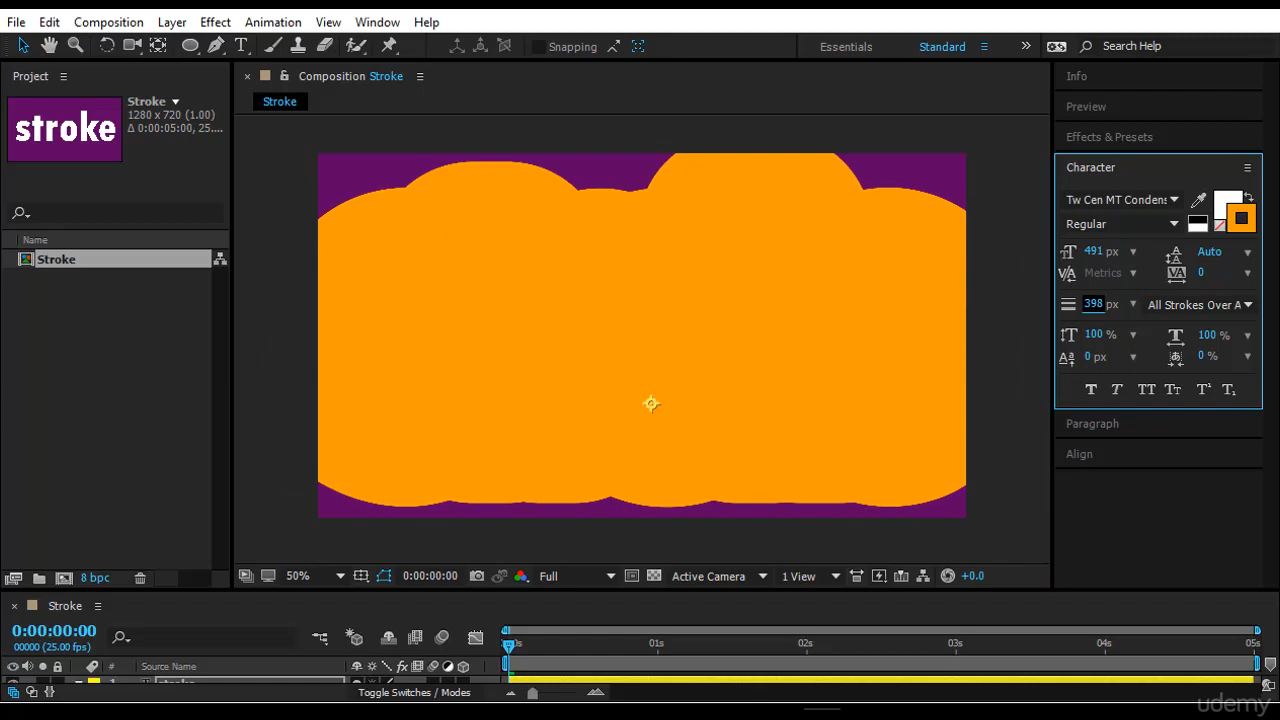 File Edit Composition Layer Effect Animation View Window Help
T Snapping Essentials Standard Search Help
Project
Composition Stroke
Info
Stroke
1280 x 720 (1.00)
Δ 0:00:05:00, 25....
stroke
Stroke
Preview
Effects & Presets
Character
Tw Cen MT Condens
Regular
491 px Auto
Metrics 0
398 px All Strokes Over A
100 % 100 %
0 px 0 %
T T TT Tт T¹ T₁
Paragraph
Align
Name
Stroke
8 bpc
50% 0:00:00:00 Full Active Camera 1 View +0.0
Stroke
0:00:00:00
00000 (25.00 fps)
0s 01s 02s 03s 04s 05s
# Source Name fx
1 T stroke
Toggle Switches / Modes
udemy